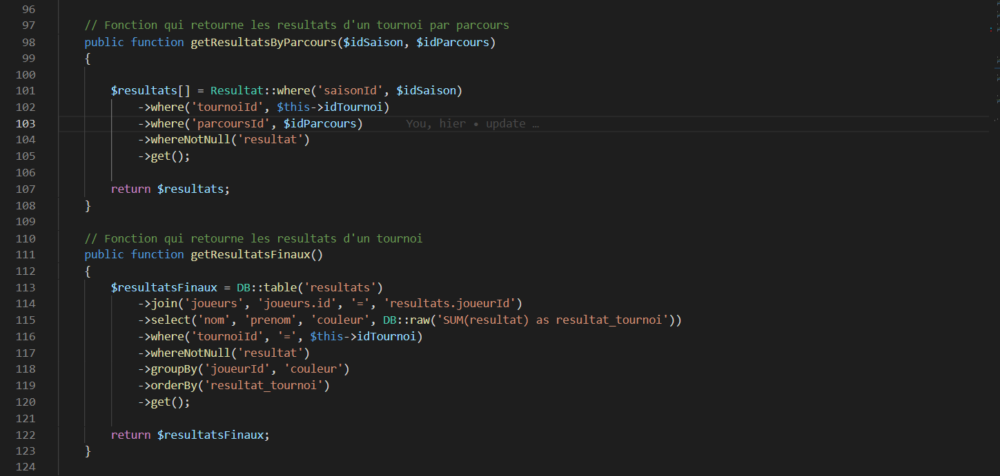 96
97 // Fonction qui retourne les resultats d'un tournoi par parcours
98 public function getResultatsByParcours($idSaison, $idParcours)
99 {
100
101 $resultats[] = Resultat::where('saisonId', $idSaison)
102 ->where('tournoiId', $this->idTournoi)
103 ->where('parcoursId', $idParcours) You, hier • update …
104 ->whereNotNull('resultat')
105 ->get();
106
107 return $resultats;
108 }
109
110 // Fonction qui retourne les resultats d'un tournoi
111 public function getResultatsFinaux()
112 {
113 $resultatsFinaux = DB::table('resultats')
114 ->join('joueurs', 'joueurs.id', '=', 'resultats.joueurId')
115 ->select('nom', 'prenom', 'couleur', DB::raw('SUM(resultat) as resultat_tournoi'))
116 ->where('tournoiId', '=', $this->idTournoi)
117 ->whereNotNull('resultat')
118 ->groupBy('joueurId', 'couleur')
119 ->orderBy('resultat_tournoi')
120 ->get();
121
122 return $resultatsFinaux;
123 }
124